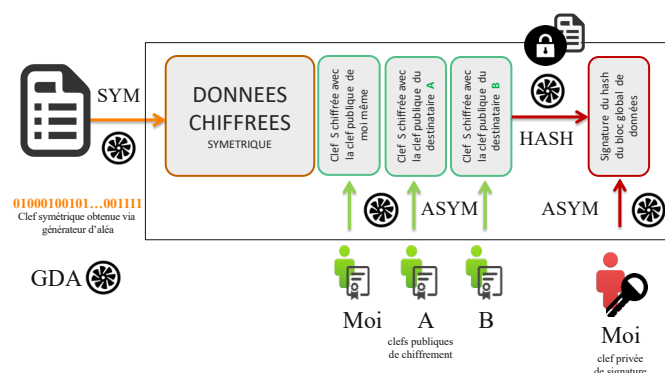 SYM
01000100101…001111
Clef symétrique obtenue via
générateur d'aléa
GDA
DONNEES
CHIFFREES
SYMETRIQUE
Clef S chiffrée avec
la clef publique de
moi même
Clef S chiffrée avec
la clef publique du
destinataire A
Clef S chiffrée avec
la clef publique du
destinataire B
HASH
Signature du hash
du bloc global de
données
ASYM
ASYM
Moi
A
B
clefs publiques
de chiffrement
Moi
clef privée
de signature